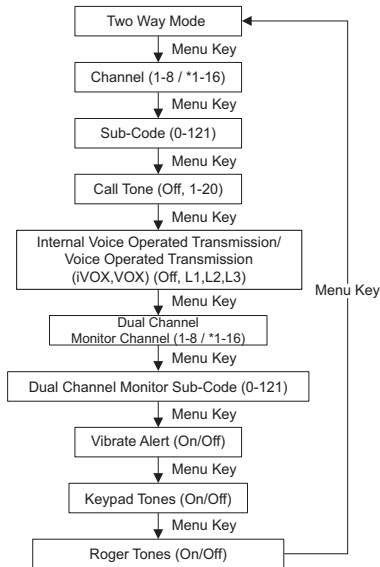 Two Way Mode
Menu Key
Channel (1-8 / *1-16)
Menu Key
Sub-Code (0-121)
Menu Key
Call Tone (Off, 1-20)
Menu Key
Internal Voice Operated Transmission/
Voice Operated Transmission
(iVOX,VOX) (Off, L1,L2,L3)
Menu Key
Menu Key
Dual Channel
Monitor Channel (1-8 / *1-16)
Menu Key
Dual Channel Monitor Sub-Code (0-121)
Menu Key
Vibrate Alert (On/Off)
Menu Key
Keypad Tones (On/Off)
Menu Key
Roger Tones (On/Off)